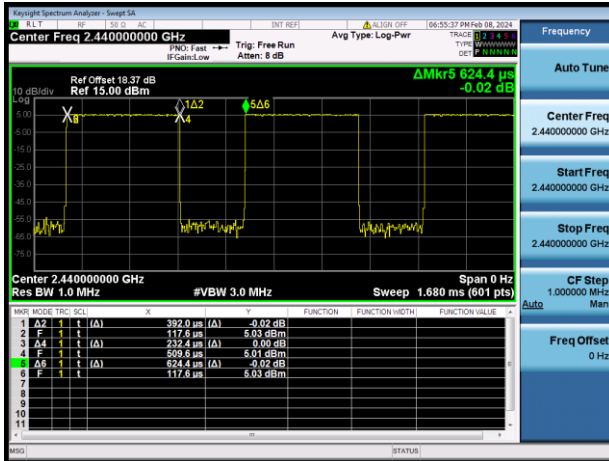 Keysight Spectrum Analyzer - Swept SA
RLT RF 50 Ω AC INT REF ALIGN OFF 06:55:37 PM Feb 08, 2024
Center Freq 2.440000000 GHz
PNO: Fast
IFGain:Low
Trig: Free Run
Atten: 8 dB
Avg Type: Log-Pwr
TRACE 1 2 3 4 5 6
TYPE WWWWWW
DET P N N N N N
Frequency
Auto Tune
Center Freq
2.440000000 GHz
Start Freq
2.440000000 GHz
Stop Freq
2.440000000 GHz
CF Step
1.000000 MHz
Auto Man
Freq Offset
0 Hz
Ref Offset 18.37 dB
Ref 15.00 dBm
ΔMkr5 624.4 µs
-0.02 dB
10 dB/div
Log
1Δ2
5Δ6
4
5.00
-5.00
-15.0
-25.0
-35.0
-45.0
-55.0
-65.0
-75.0
Center 2.440000000 GHz
Span 0 Hz
Res BW 1.0 MHz
#VBW 3.0 MHz
Sweep 1.680 ms (601 pts)
MKR MODE TRC SCL X Y FUNCTION FUNCTION WIDTH FUNCTION VALUE
1 Δ2 1 t (Δ) 392.0 µs (Δ) -0.02 dB
2 F 1 t 117.6 µs 5.03 dBm
3 Δ4 1 t (Δ) 232.4 µs (Δ) 0.00 dB
4 F 1 t 509.6 µs 5.01 dBm
5 Δ6 1 t (Δ) 624.4 µs (Δ) -0.02 dB
6 F 1 t 117.6 µs 5.03 dBm
7
8
9
10
11
MSG
STATUS